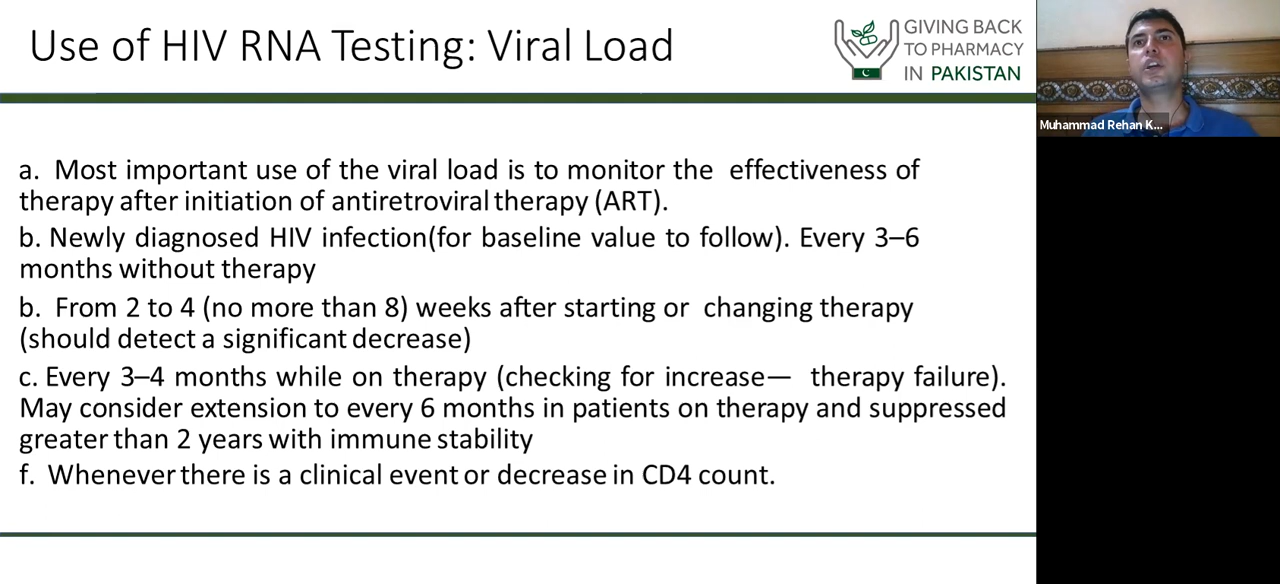 Use of HIV RNA Testing: Viral Load
GIVING BACK
TO PHARMACY
IN PAKISTAN
Muhammad Rehan K...
a. Most important use of the viral load is to monitor the effectiveness of
therapy after initiation of antiretroviral therapy (ART).
b. Newly diagnosed HIV infection(for baseline value to follow). Every 3–6
months without therapy
b. From 2 to 4 (no more than 8) weeks after starting or changing therapy
(should detect a significant decrease)
c. Every 3–4 months while on therapy (checking for increase— therapy failure).
May consider extension to every 6 months in patients on therapy and suppressed
greater than 2 years with immune stability
f. Whenever there is a clinical event or decrease in CD4 count.